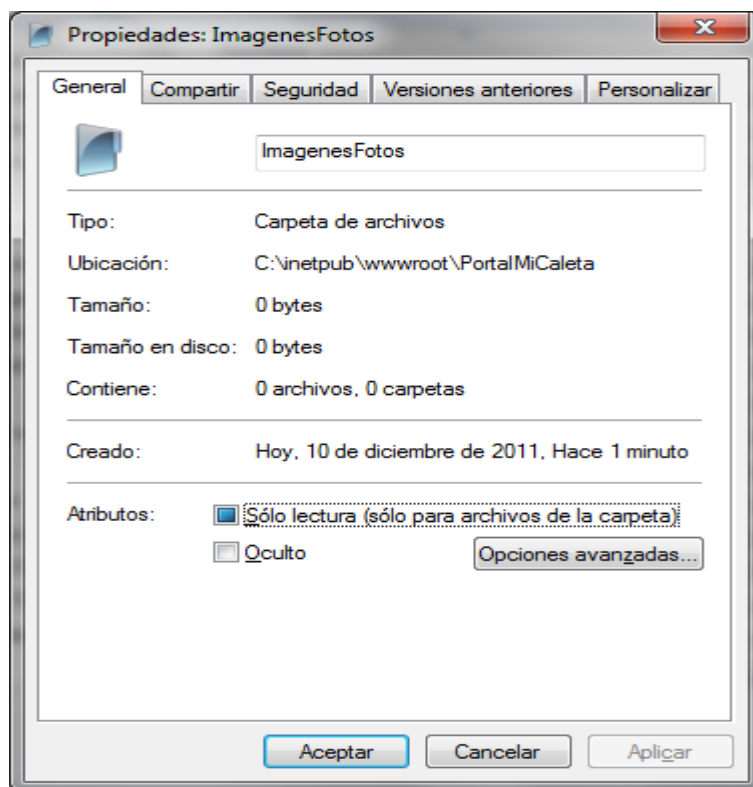 Propiedades: ImagenesFotos
General Compartir Seguridad Versiones anteriores Personalizar
ImagenesFotos
Tipo: Carpeta de archivos
Ubicación: C:\inetpub\wwwroot\PortalMiCaleta
Tamaño: 0 bytes
Tamaño en disco: 0 bytes
Contiene: 0 archivos, 0 carpetas
Creado: Hoy, 10 de diciembre de 2011, Hace 1 minuto
Atributos: Sólo lectura (sólo para archivos de la carpeta)
Oculto Opciones avanzadas...
Aceptar Cancelar Aplicar